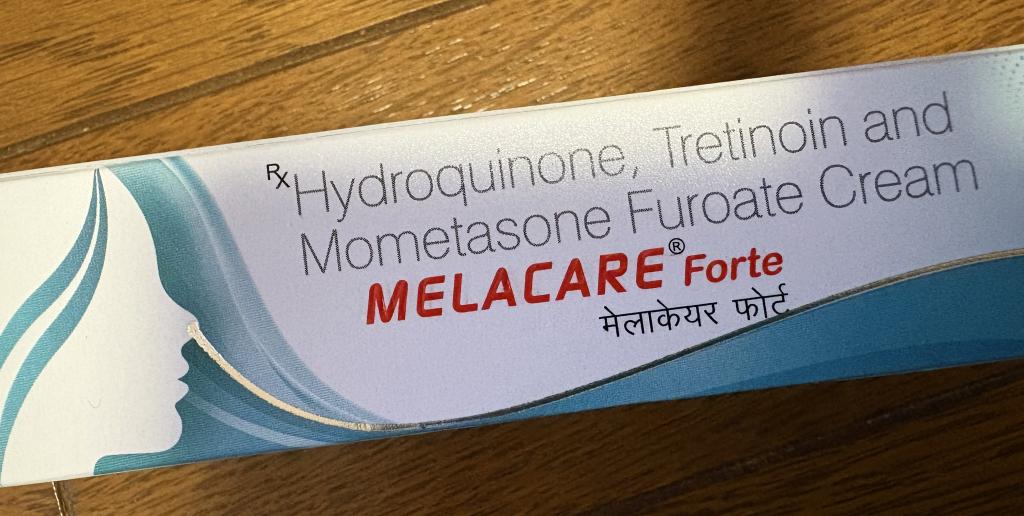 Rx Hydroquinone, Tretinoin and
Mometasone Furoate Cream
MELACARE® Forte
मेलाकेयर फोर्ट